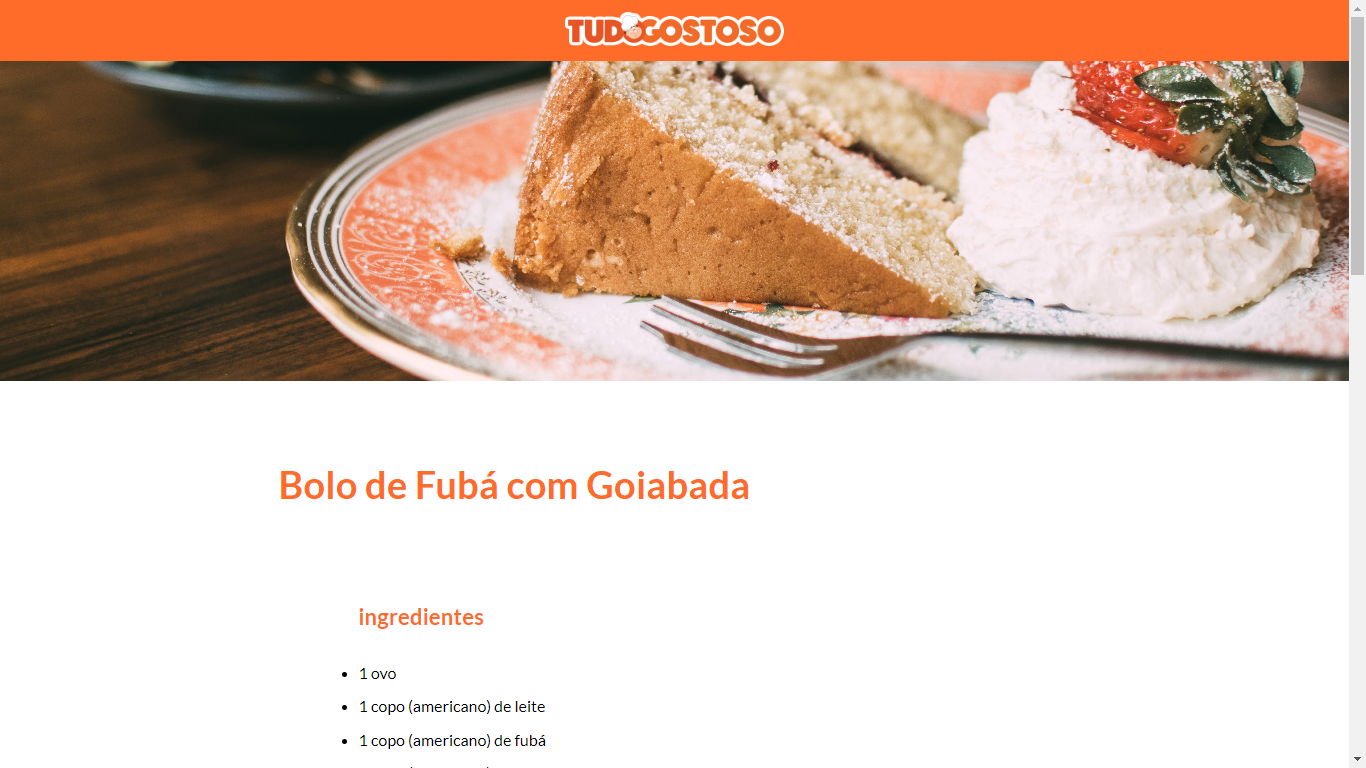 TUDOGOSTOSO
Bolo de Fubá com Goiabada
ingredientes
1 ovo
1 copo (americano) de leite
1 copo (americano) de fubá